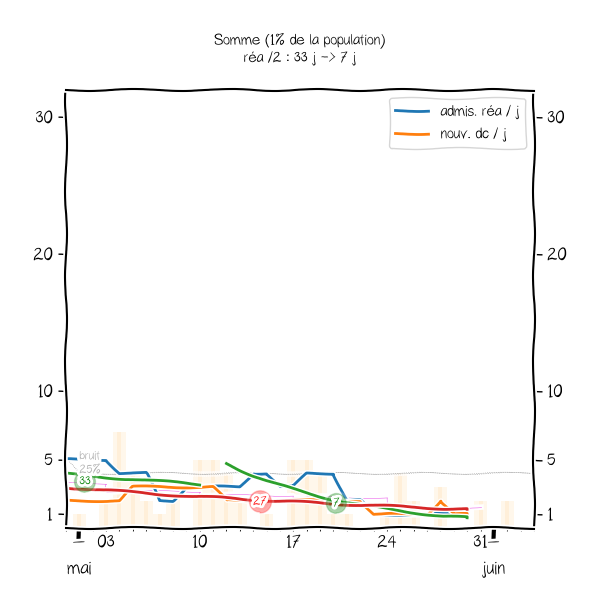 Somme (1% de la population)
réa /2 : 33 j -> 7 j
admis. réa / j
nouv. dc / j
30
30
20
20
10
10
5
5
bruit
25%
33
27
7
1
1
03
10
17
24
31
mai
juin